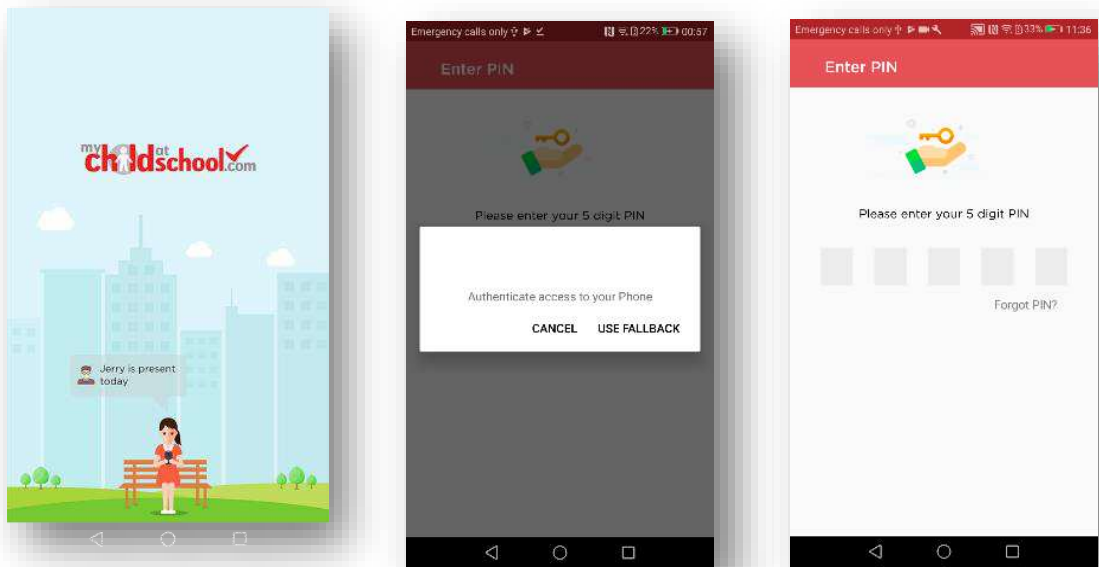 my child at school.com
Jerry is present
today
Emergency calls only 22% 00:57
Enter PIN
Please enter your 5 digit PIN
Authenticate access to your Phone
CANCEL USE FALLBACK
Emergency calls only 33% 11:36
Enter PIN
Please enter your 5 digit PIN
Forgot PIN?